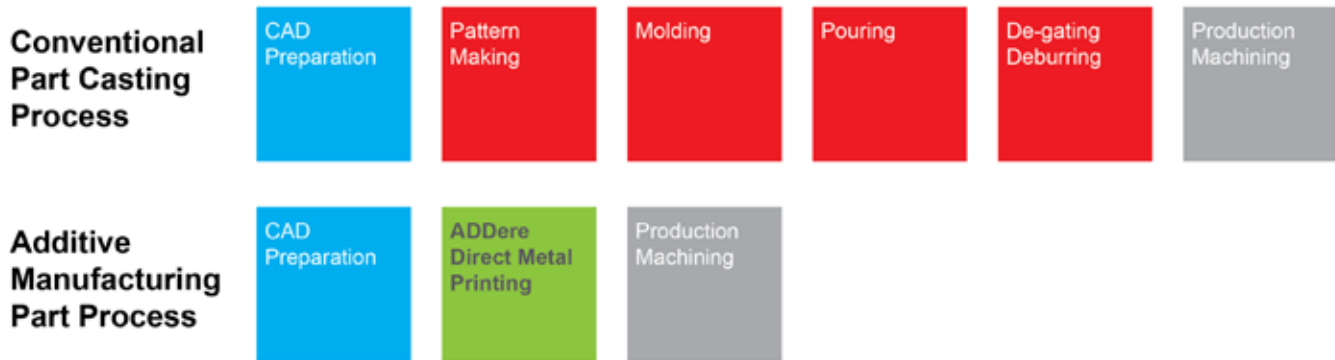 Conventional
Part Casting
Process
CAD
Preparation
Pattern
Making
Molding
Pouring
De-gating
Deburring
Production
Machining
Additive
Manufacturing
Part Process
CAD
Preparation
ADDere
Direct Metal
Printing
Production
Machining